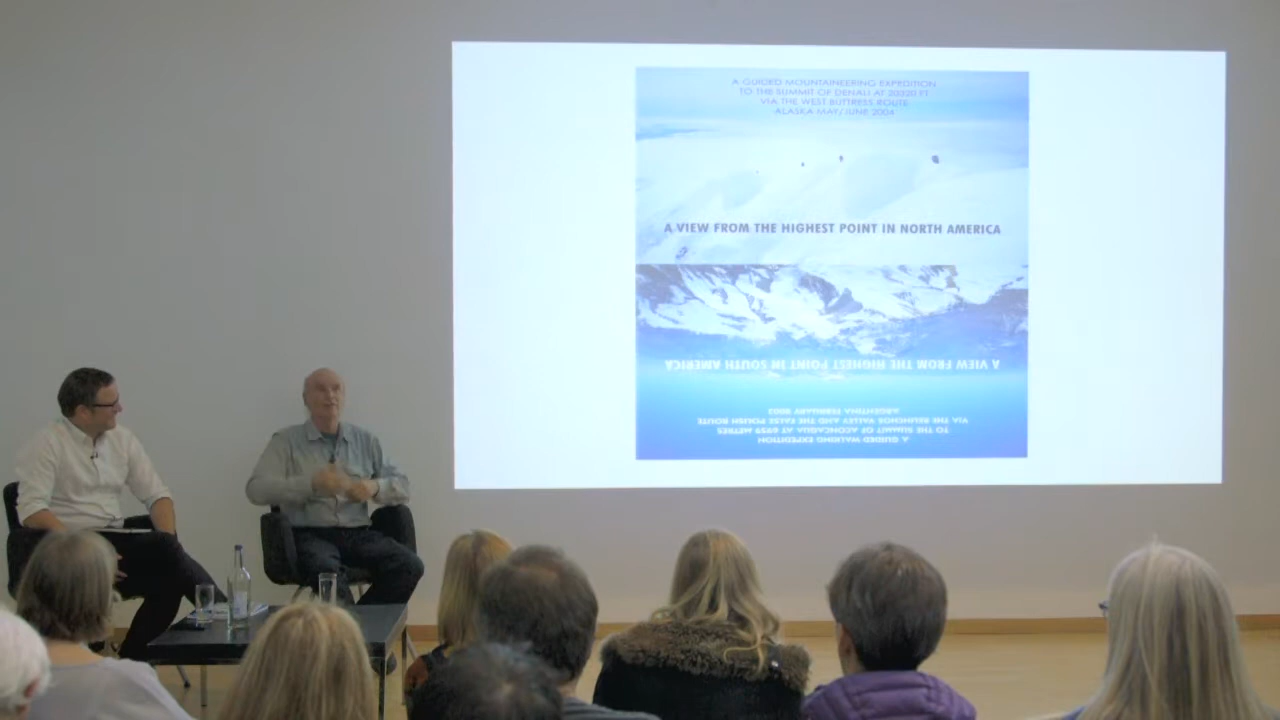 A GUIDED MOUNTAINEERING EXPEDITION
TO THE SUMMIT OF DENALI AT 20320 FT
VIA THE WEST BUTTRESS ROUTE
ALASKA MAY/JUNE 2004
A VIEW FROM THE HIGHEST POINT IN NORTH AMERICA
A VIEW FROM THE HIGHEST POINT IN SOUTH AMERICA
A GUIDED WALKING EXPEDITION
TO THE SUMMIT OF ACONCAGUA AT 6959 METRES
VIA THE RELINCHOS VALLEY AND THE FALSE POLISH ROUTE
ARGENTINA FEBRUARY 2002